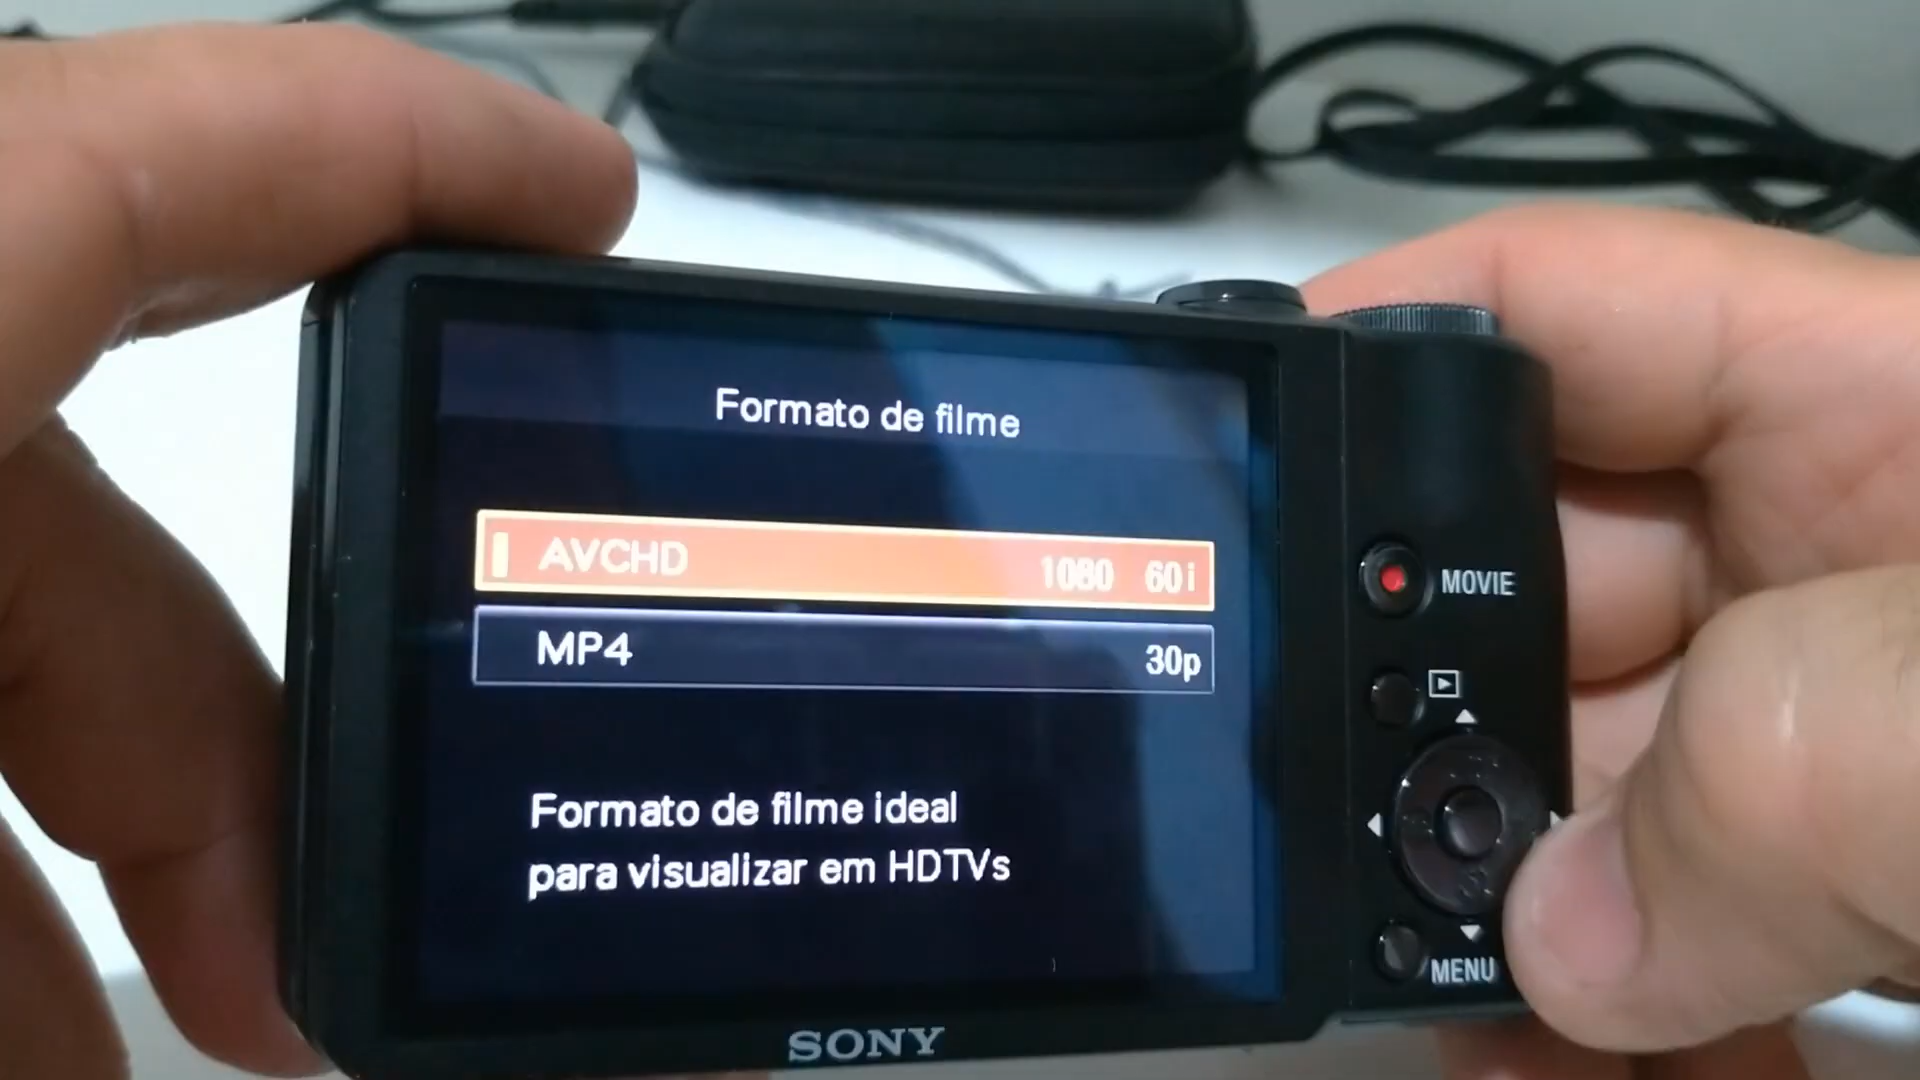 Formato de filme
AVCHD 1080 60i
MP4 30p
Formato de filme ideal
para visualizar em HDTVs
MOVIE
MENU
SONY